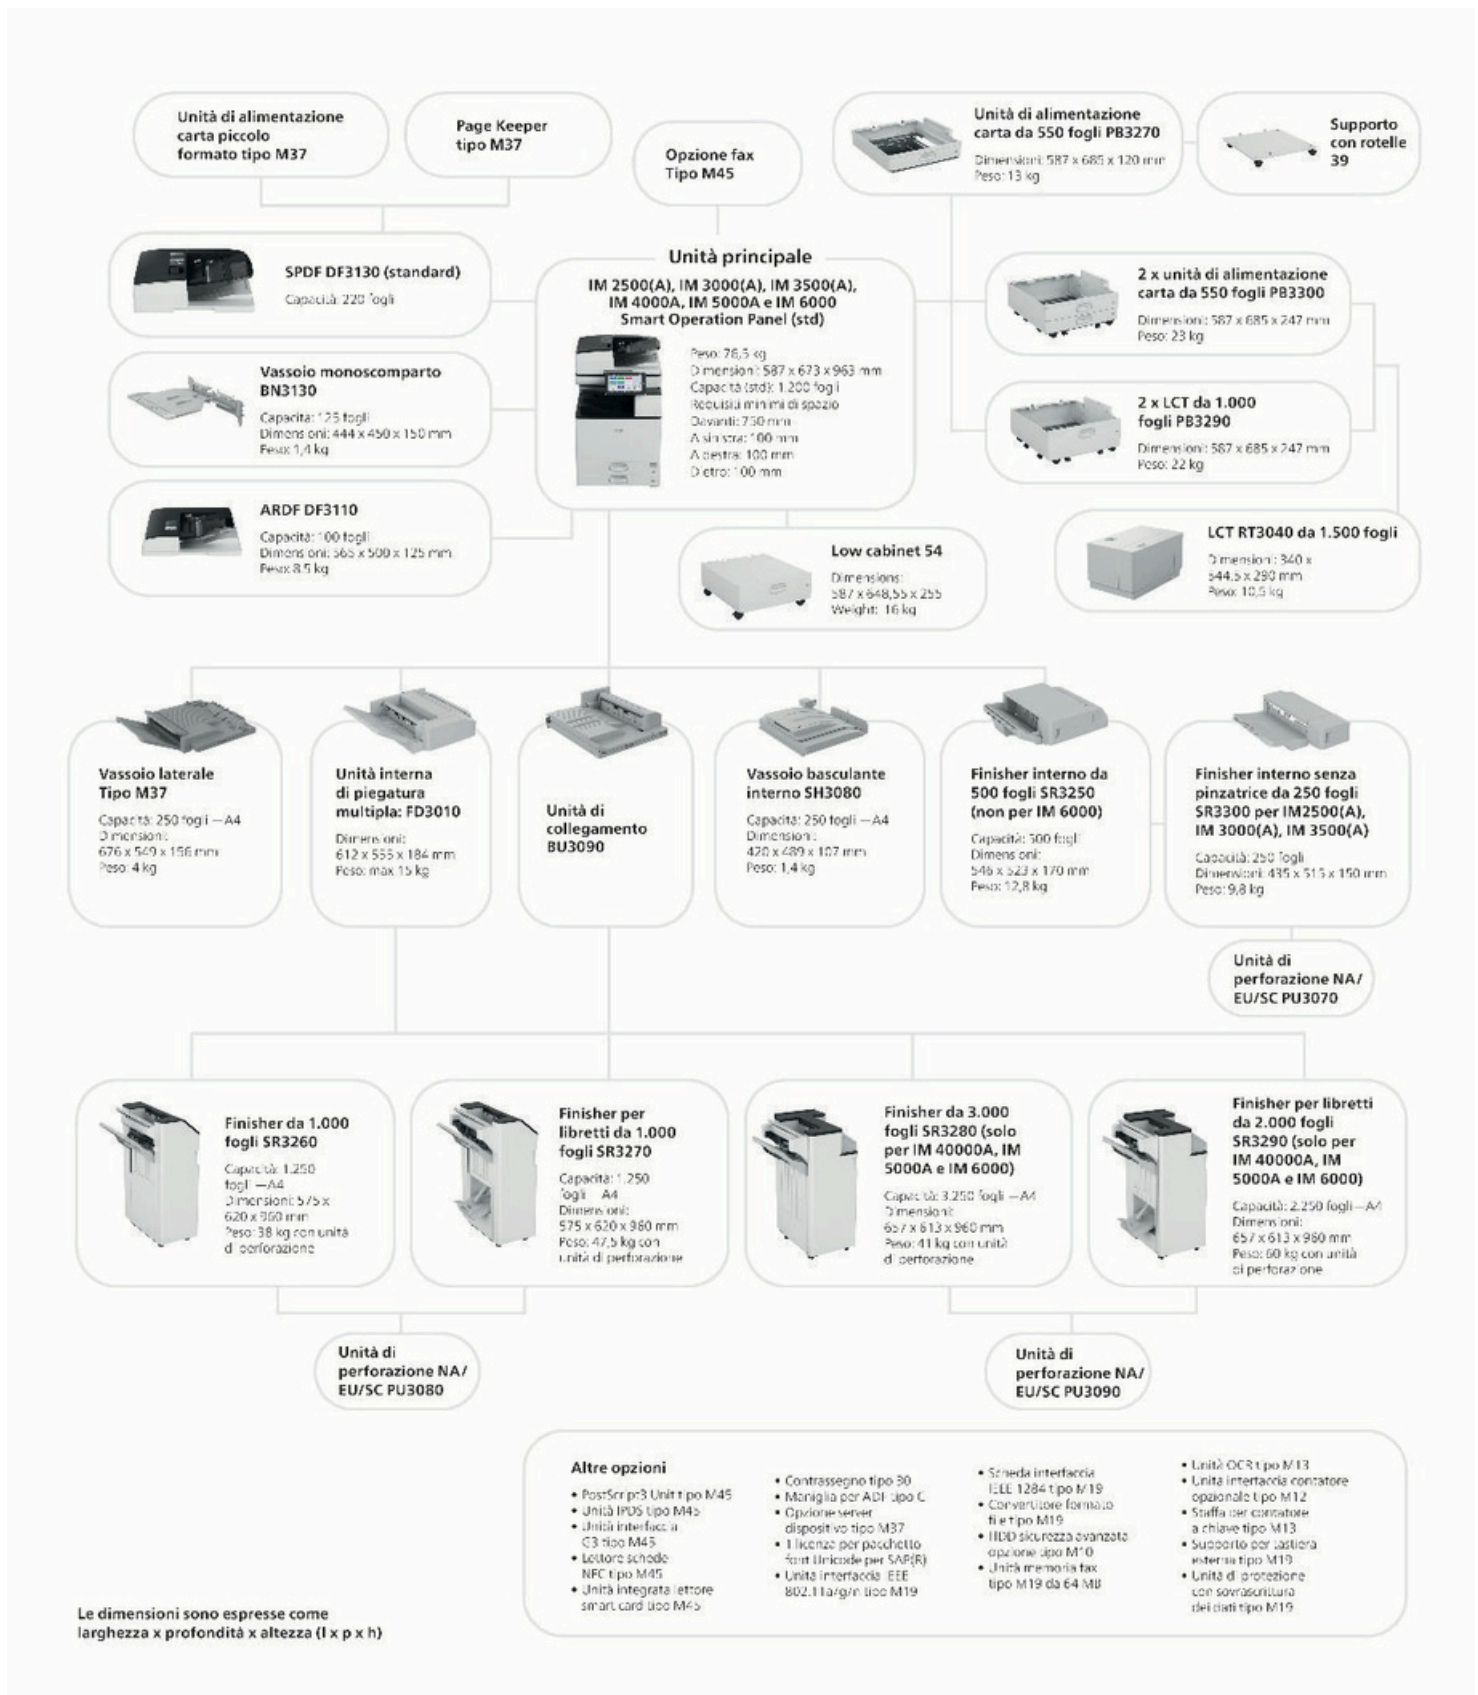 Unità di alimentazione
carta piccolo
formato tipo M37
Page Keeper
tipo M37
Opzione fax
Tipo M45
Unità di alimentazione
carta da 550 fogli PB3270
Dimensioni: 587 x 685 x 120 mm
Peso: 13 kg
Supporto
con rotelle
39
SPDF DF3130 (standard)
Capacità: 220 fogli
Vassoio monoscomparto
BN3130
Capacita: 125 fogli
Dimensioni: 444 x 450 x 150 mm
Peso: 1,4 kg
ARDF DF3110
Capacità: 100 fogli
Dimensioni: 565 x 500 x 125 mm
Peso: 8.5 kg
Unità principale
IM 2500(A), IM 3000(A), IM 3500(A),
IM 4000A, IM 5000A e IM 6000
Smart Operation Panel (std)
Peso: 76,5 kg
Dimensioni: 587 x 673 x 963 mm
Capacità (std): 1.200 fogli
Requisiti minimi di spazio
Davanti: 750 mm
A sinistra: 100 mm
A destra: 100 mm
Dietro: 100 mm
2 x unità di alimentazione
carta da 550 fogli PB3300
Dimensioni: 587 x 685 x 247 mm
Peso: 23 kg
2 x LCT da 1.000
fogli PB3290
Dimensioni: 587 x 685 x 247 mm
Peso: 22 kg
LCT RT3040 da 1.500 fogli
Dimensioni: 340 x
544.5 x 290 mm
Peso: 10,5 kg
Low cabinet 54
Dimensions:
587 x 648,55 x 255
Weight: 16 kg
Vassoio laterale
Tipo M37
Capacità: 250 fogli —A4
Dimensioni:
676 x 549 x 156 mm
Peso: 4 kg
Unità interna
di piegatura
multipla: FD3010
Dimensioni:
612 x 555 x 184 mm
Peso: max 15 kg
Unità di
collegamento
BU3090
Vassoio basculante
interno SH3080
Capacità: 250 fogli —A4
Dimensioni:
420 x 489 x 107 mm
Peso: 1,4 kg
Finisher interno da
500 fogli SR3250
(non per IM 6000)
Capacità: 500 fogli
Dimensioni:
546 x 523 x 170 mm
Peso: 12,8 kg
Finisher interno senza
pinzatrice da 250 fogli
SR3300 per IM2500(A),
IM 3000(A), IM 3500(A)
Capacità: 250 fogli
Dimensioni: 435 x 515 x 150 mm
Peso: 9,8 kg
Unità di
perforazione NA/
EU/SC PU3070
Finisher da 1.000
fogli SR3260
Capacità: 1.250
fogli —A4
Dimensioni: 575 x
620 x 960 mm
Peso: 38 kg con unità
di perforazione
Finisher per
libretti da 1.000
fogli SR3270
Capacità: 1.250
fogli — A4
Dimensioni:
575 x 620 x 960 mm
Peso: 47,5 kg con
unità di perforazione
Finisher da 3.000
fogli SR3280 (solo
per IM 40000A, IM
5000A e IM 6000)
Capacità: 3.250 fogli —A4
Dimensioni:
657 x 613 x 960 mm
Peso: 41 kg con unità
di perforazione
Finisher per libretti
da 2.000 fogli
SR3290 (solo per
IM 40000A, IM
5000A e IM 6000)
Capacità: 2.250 fogli—A4
Dimensioni:
657 x 613 x 960 mm
Peso: 60 kg con unità
di perforazione
Unità di
perforazione NA/
EU/SC PU3080
Unità di
perforazione NA/
EU/SC PU3090
Altre opzioni
• PostScript3 Unit tipo M45
• Unità IPDS tipo M45
• Unità interfaccia
G3 tipo M45
• Lettore schede
NFC tipo M45
• Unità integrata lettore
smart card tipo M45
• Contrassegno tipo 30
• Maniglia per ADF tipo C
• Opzione server
dispositivo tipo M37
• 1 licenza per pacchetto
font Unicode per SAP(R)
• Unità interfaccia IEEE
802.11a/g/n tipo M19
• Scheda interfaccia
IEEE 1284 tipo M19
• Convertitore formato
file tipo M19
• HDD sicurezza avanzata
opzione tipo M10
• Unità memoria fax
tipo M19 da 64 MB
• Unità OCR tipo M13
• Unità interfaccia contatore
opzionale tipo M12
• Staffa per contatore
a chiave tipo M13
• Supporto per tastiera
esterna tipo M19
• Unità di protezione
con sovrascrittura
dei dati tipo M19
Le dimensioni sono espresse come
larghezza x profondità x altezza (l x p x h)